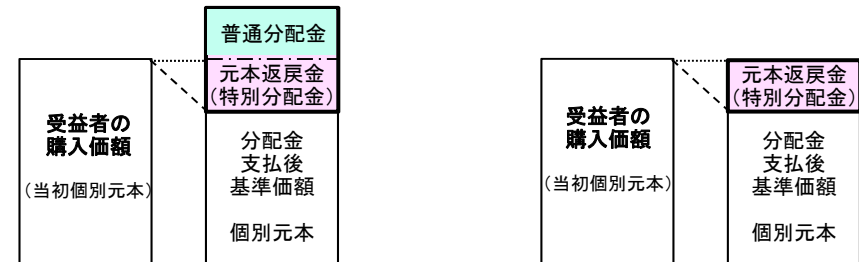 普通分配金
元本返戻金
（特別分配金）
受益者の
購入価額
（当初個別元本）
分配金
支払後
基準価額
個別元本
元本返戻金
（特別分配金）
受益者の
購入価額
（当初個別元本）
分配金
支払後
基準価額
個別元本